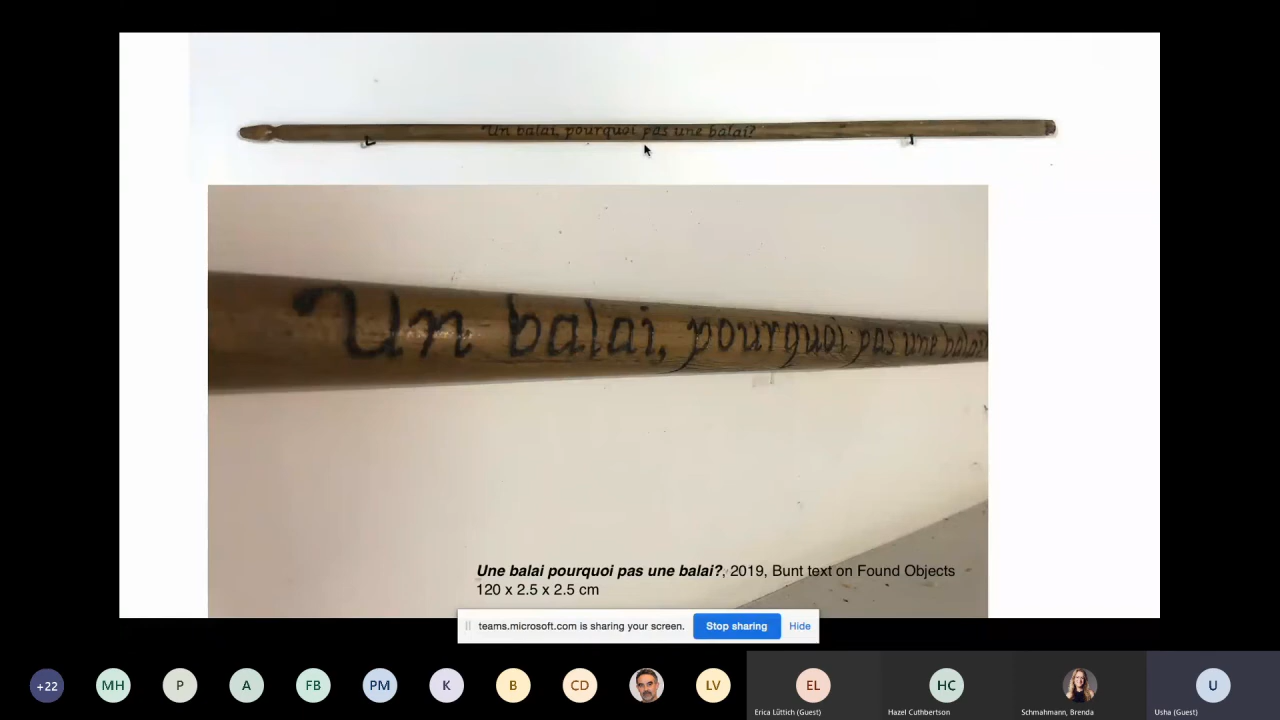 Un balai, pourquoi pas une balai?
Un balai, pourquoi pas une balai?
Une balai pourquoi pas une balai?, 2019, Bunt text on Found Objects
120 x 2.5 x 2.5 cm
teams.microsoft.com is sharing your screen. Stop sharing Hide
+22 MH P A FB PM K B CD LV EL HC U
Erica Lüttich (Guest) Hazel Cuthbertson Schmahmann, Brenda Usha (Guest)